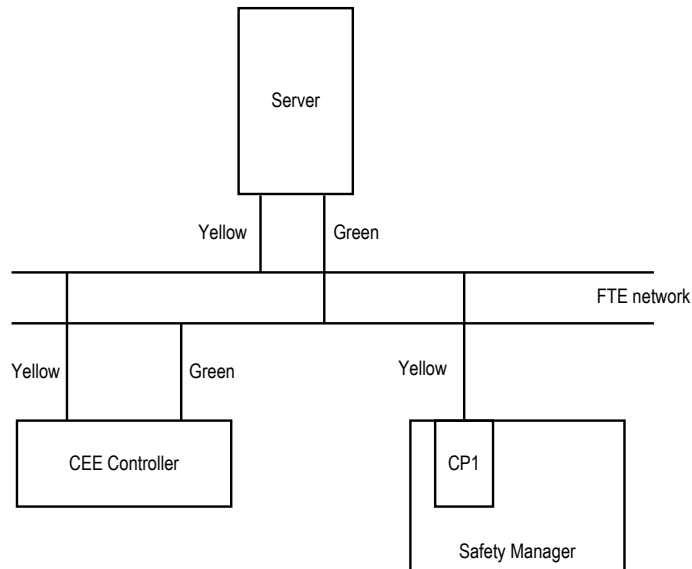 Server
Yellow
Green
FTE network
Yellow
Green
Yellow
CEE Controller
CP1
Safety Manager